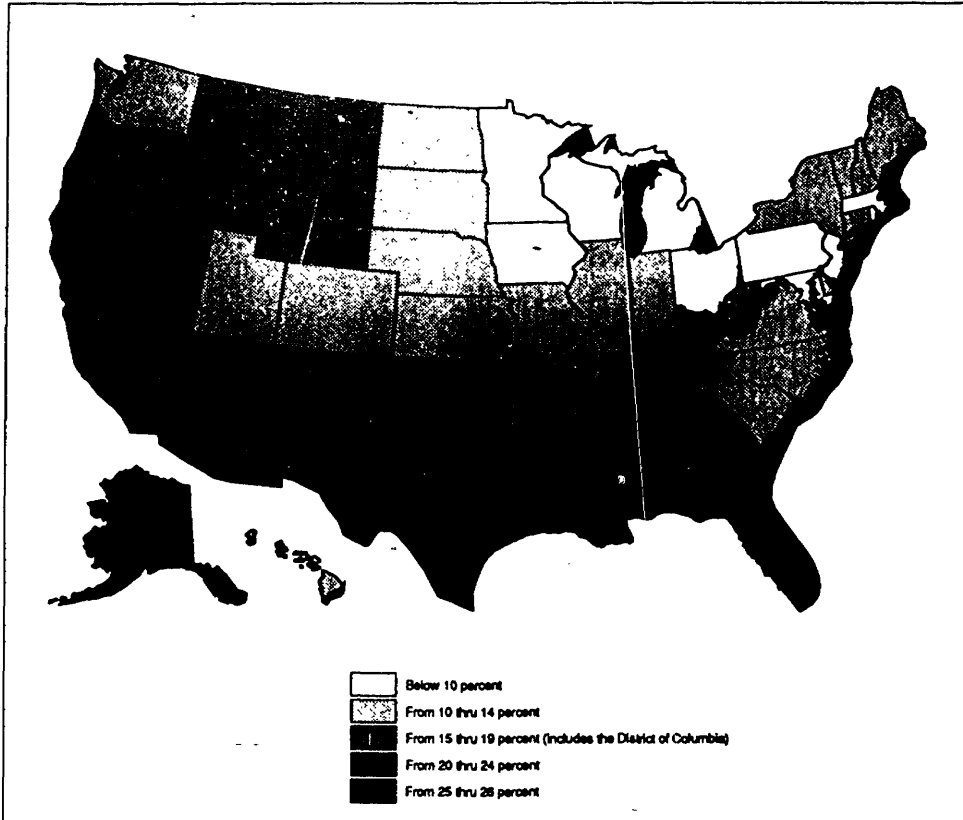 Below 10 percent
From 10 thru 14 percent
From 15 thru 19 percent (includes the District of Columbia)
From 20 thru 24 percent
From 25 thru 26 percent